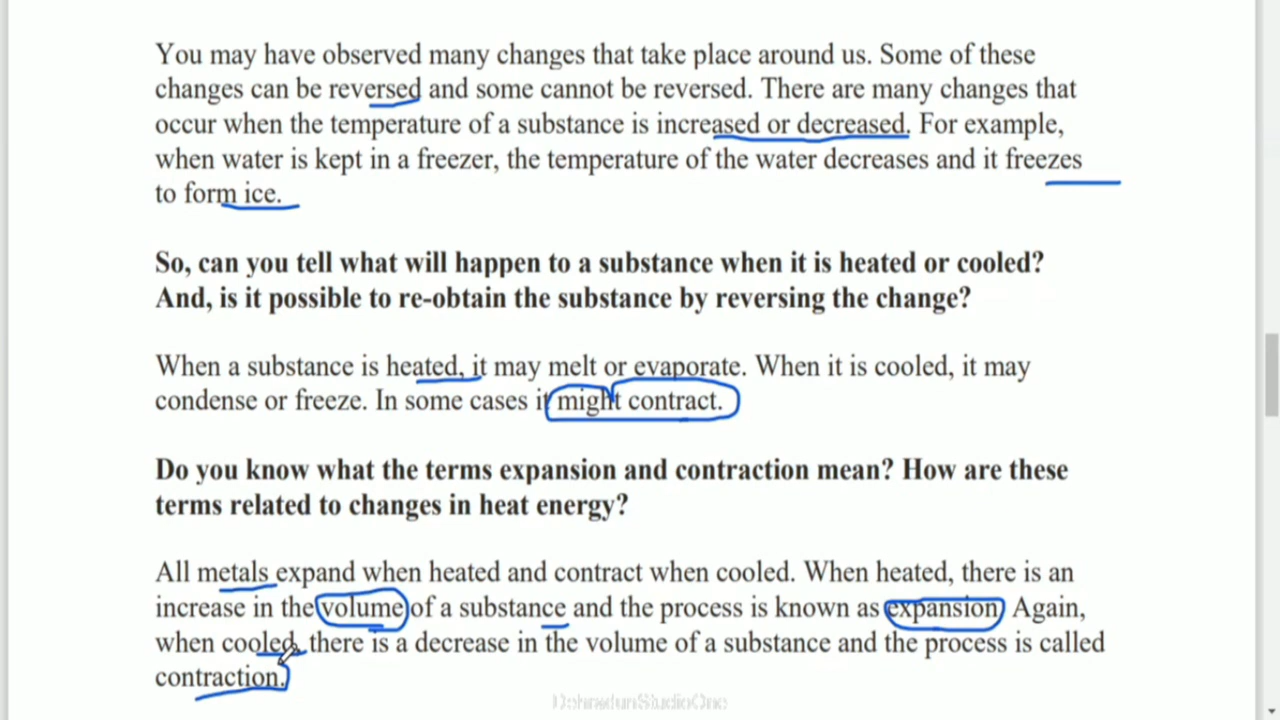 You may have observed many changes that take place around us. Some of these
changes can be reversed and some cannot be reversed. There are many changes that
occur when the temperature of a substance is increased or decreased. For example,
when water is kept in a freezer, the temperature of the water decreases and it freezes
to form ice.
So, can you tell what will happen to a substance when it is heated or cooled?
And, is it possible to re-obtain the substance by reversing the change?
When a substance is heated, it may melt or evaporate. When it is cooled, it may
condense or freeze. In some cases it might contract.
Do you know what the terms expansion and contraction mean? How are these
terms related to changes in heat energy?
All metals expand when heated and contract when cooled. When heated, there is an
increase in the volume of a substance and the process is known as expansion. Again,
when cooled, there is a decrease in the volume of a substance and the process is called
contraction.
DehradunStudioOne